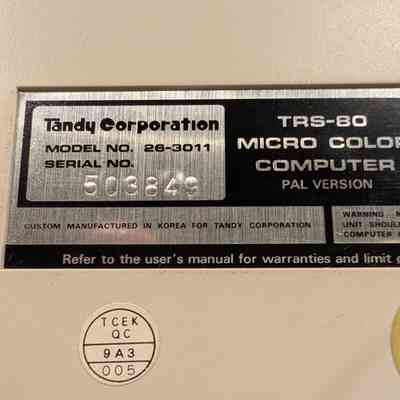 Tandy Corporation
MODEL NO. 26-3011
SERIAL NO.
503849
TRS-80
MICRO COLOR
COMPUTER
PAL VERSION
CUSTOM MANUFACTURED IN KOREA FOR TANDY CORPORATION
WARNING
UNIT SHOULD
COMPUTER
Refer to the user's manual for warranties and limit
TCEK
QC
9A3
005